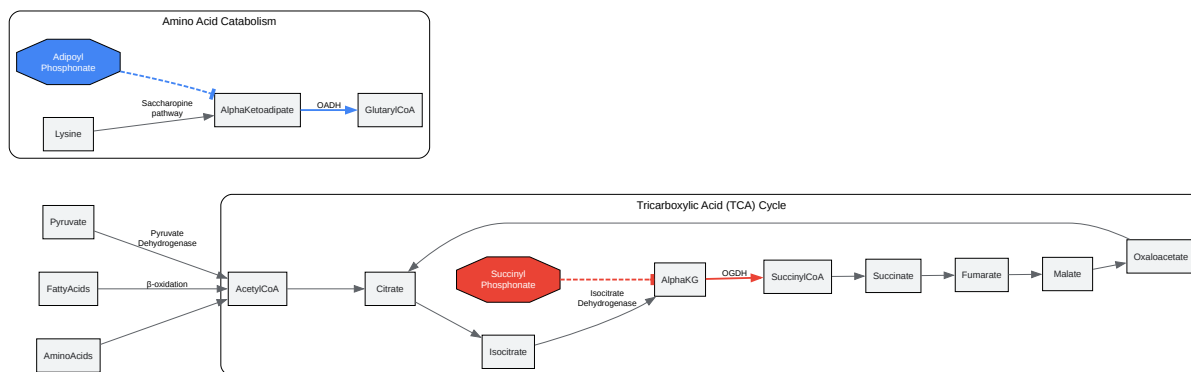 Amino Acid Catabolism
Adipoyl
Phosphonate
Saccharopine
pathway
Lysine
AlphaKetoadipate
OADH
GlutarylCoA
Tricarboxylic Acid (TCA) Cycle
Pyruvate
Pyruvate
Dehydrogenase
FattyAcids
β-oxidation
AminoAcids
AcetylCoA
Citrate
Isocitrate
Succinyl
Phosphonate
Isocitrate
Dehydrogenase
AlphaKG
OGDH
SuccinylCoA
Succinate
Fumarate
Malate
Oxaloacetate